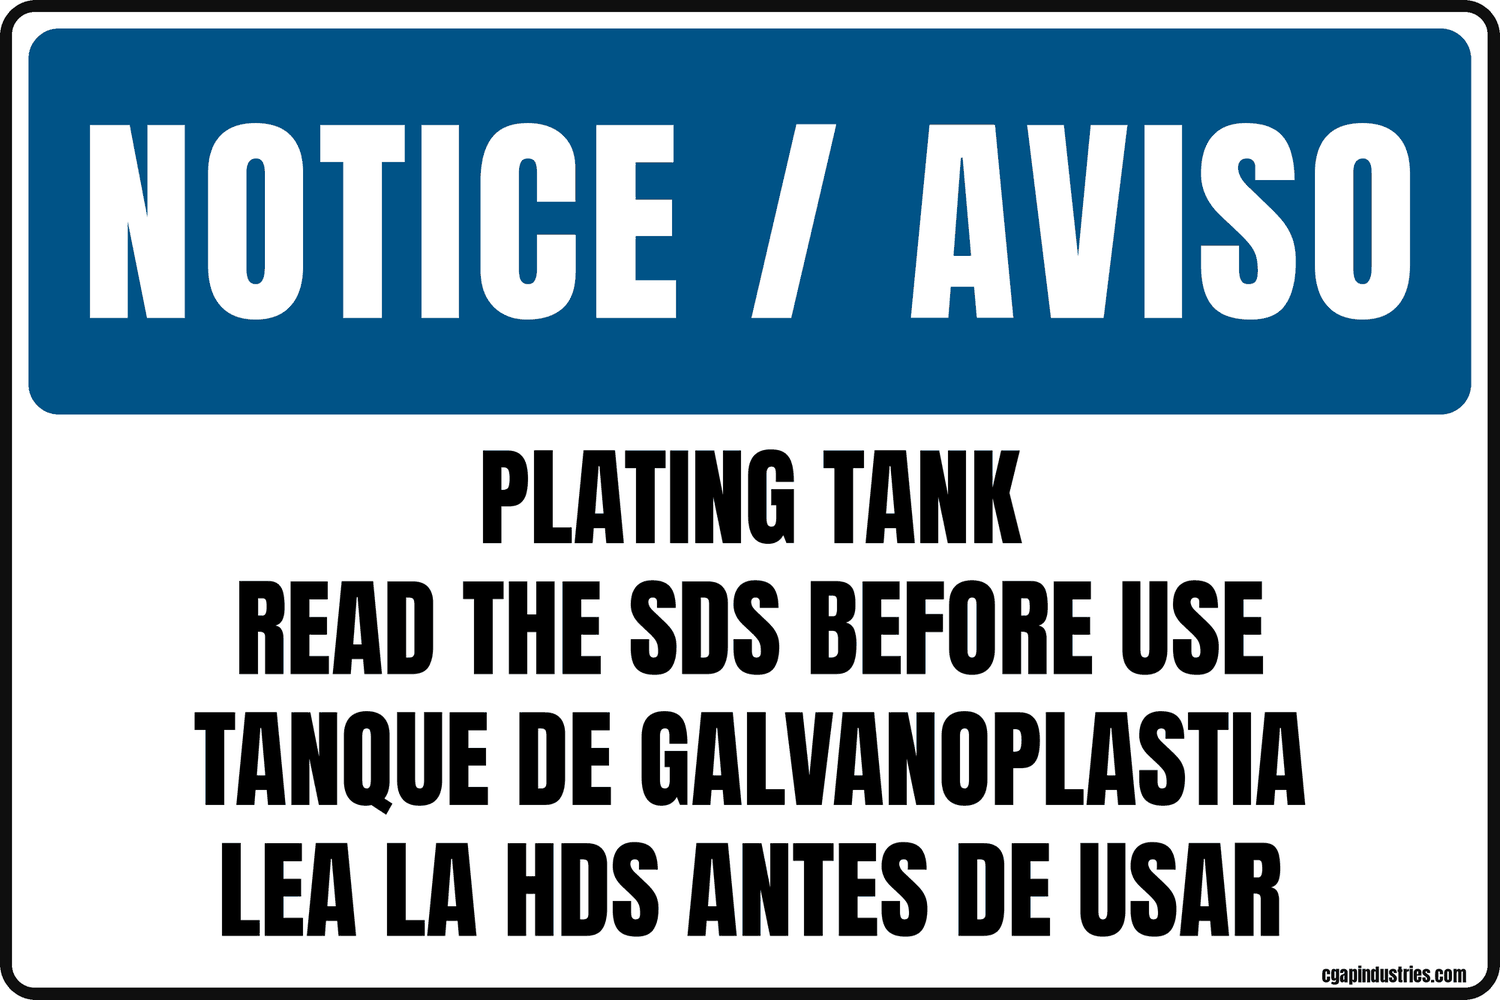 NOTICE / AVISO
PLATING TANK
READ THE SDS BEFORE USE
TANQUE DE GALVANOPLASTIA
LEA LA HDS ANTES DE USAR
cgapindustries.com